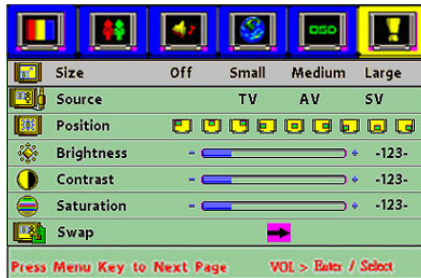 OSD
Size Off Small Medium Large
Source TV AV SV
Position
Brightness - + -123-
Contrast - + -123-
Saturation - + -123-
Swap
Press Menu Key to Next Page VOL > Enter / Select